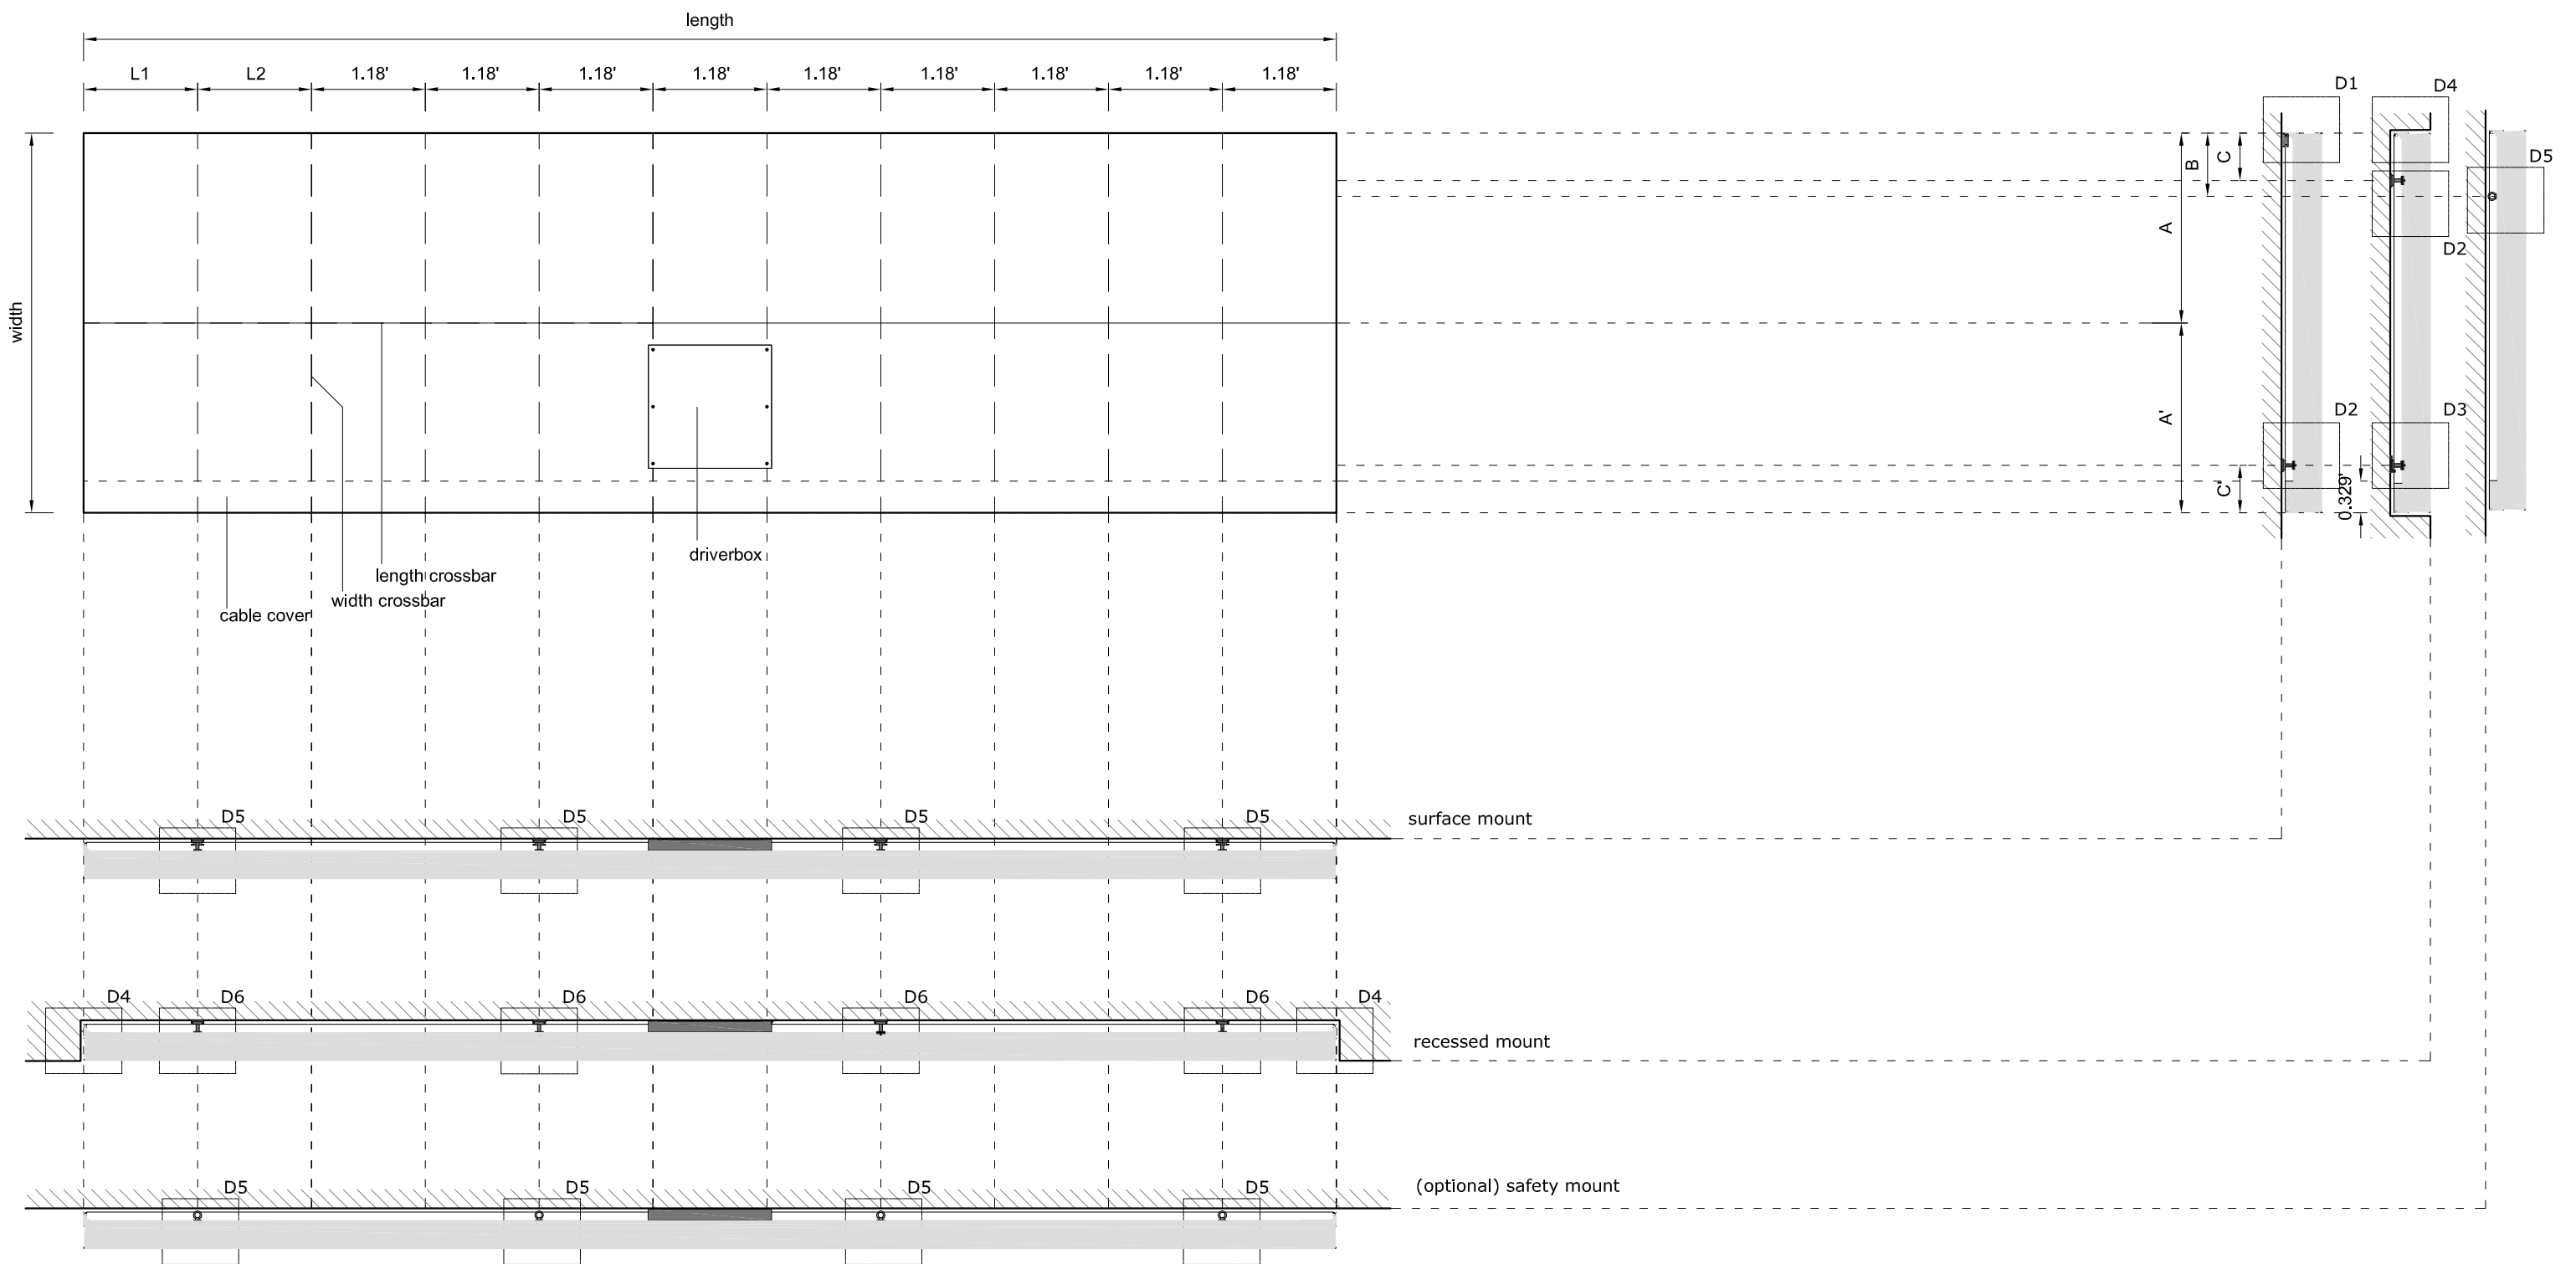 length
L1 L2 1.18' 1.18' 1.18' 1.18' 1.18' 1.18' 1.18' 1.18' 1.18'
D1 D4
D5
B C
A
D2
width
D2 D3
A'
C' 0.329'
driverbox
length crossbar
width crossbar
cable cover
D5 D5 D5 D5
surface mount
D4 D6 D6 D6 D6 D4
recessed mount
D5 D5 D5 D5
(optional) safety mount